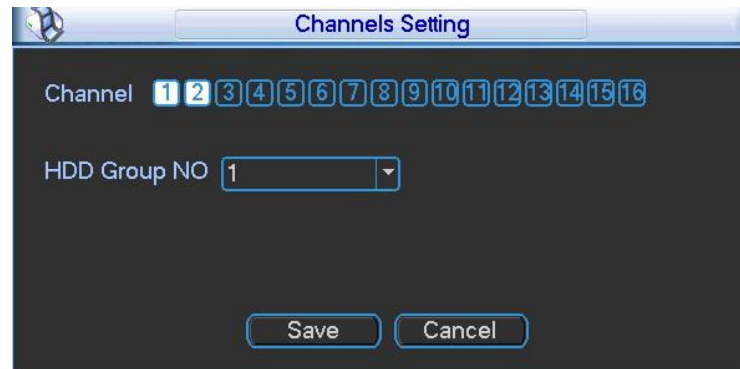 Channels Setting
Channel 1 2 3 4 5 6 7 8 9 10 11 12 13 14 15 16
HDD Group NO 1
Save Cancel